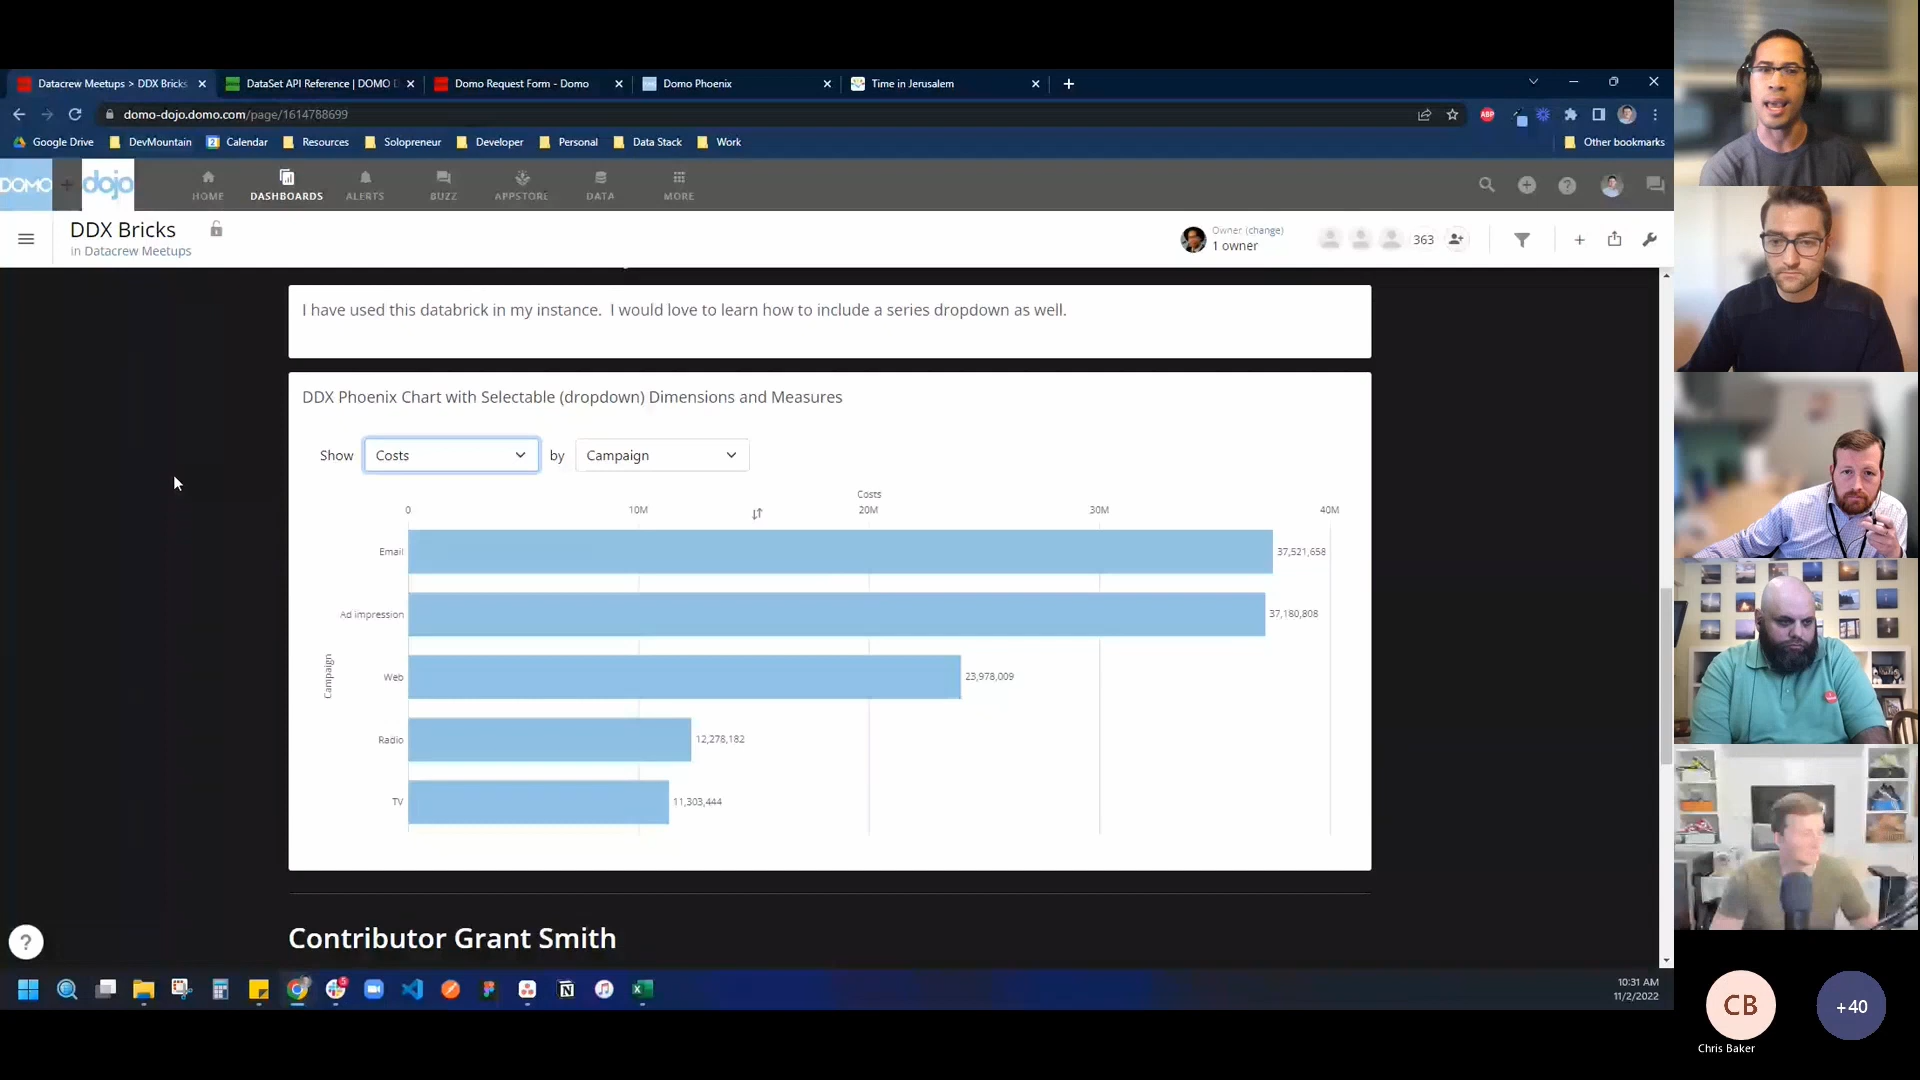 Datacrew Meetups > DDX Bricks
DataSet API Reference | DOMO D
Domo Request Form - Domo
Domo Phoenix
Time in Jerusalem
domo-dojo.domo.com/page/1614788699
ABP
Google Drive
DevMountain
Calendar
Resources
Solopreneur
Developer
Personal
Data Stack
Work
Other bookmarks
DOMO + dojo
HOME
DASHBOARDS
ALERTS
BUZZ
APPSTORE
DATA
MORE
DDX Bricks
in Datacrew Meetups
Owner (change)
1 owner
363
I have used this databrick in my instance. I would love to learn how to include a series dropdown as well.
DDX Phoenix Chart with Selectable (dropdown) Dimensions and Measures
Show Costs by Campaign
Costs
0 10M 20M 30M 40M
Campaign
Email 37,521,658
Ad impression 37,180,808
Web 23,978,009
Radio 12,278,182
TV 11,303,444
Contributor Grant Smith
?
10:31 AM
11/2/2022
CB
Chris Baker
+40